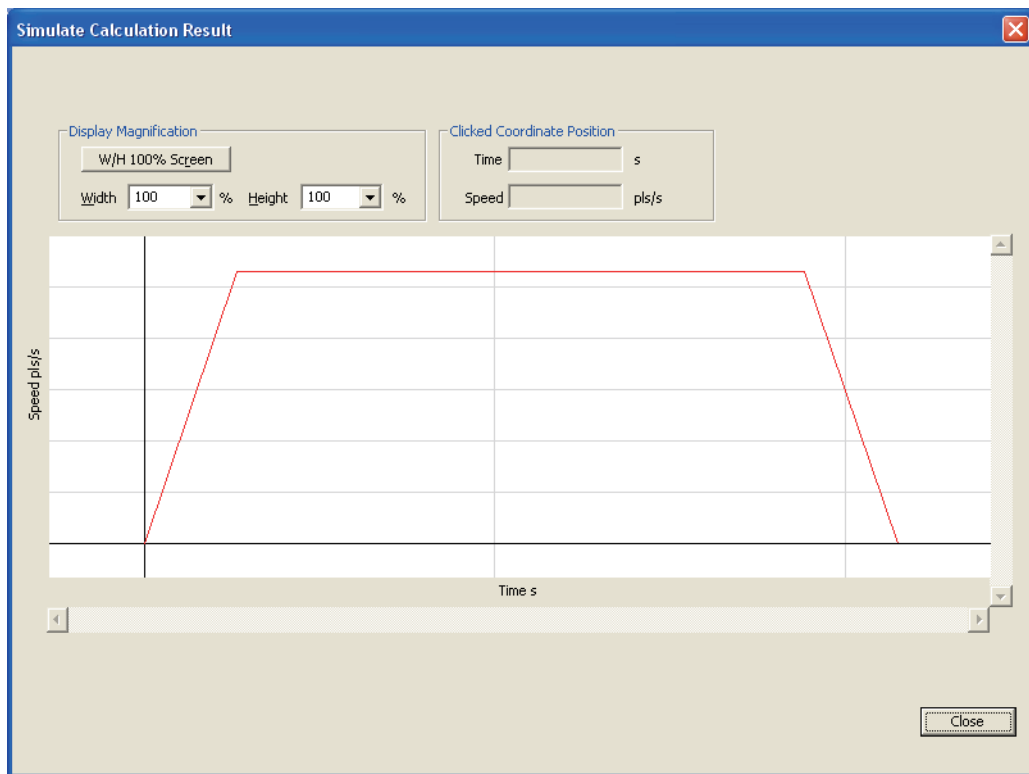 Simulate Calculation Result
Display Magnification
W/H 100% Screen
Width 100 % Height 100 %
Clicked Coordinate Position
Time s
Speed pls/s
Speed pls/s
Time s
Close